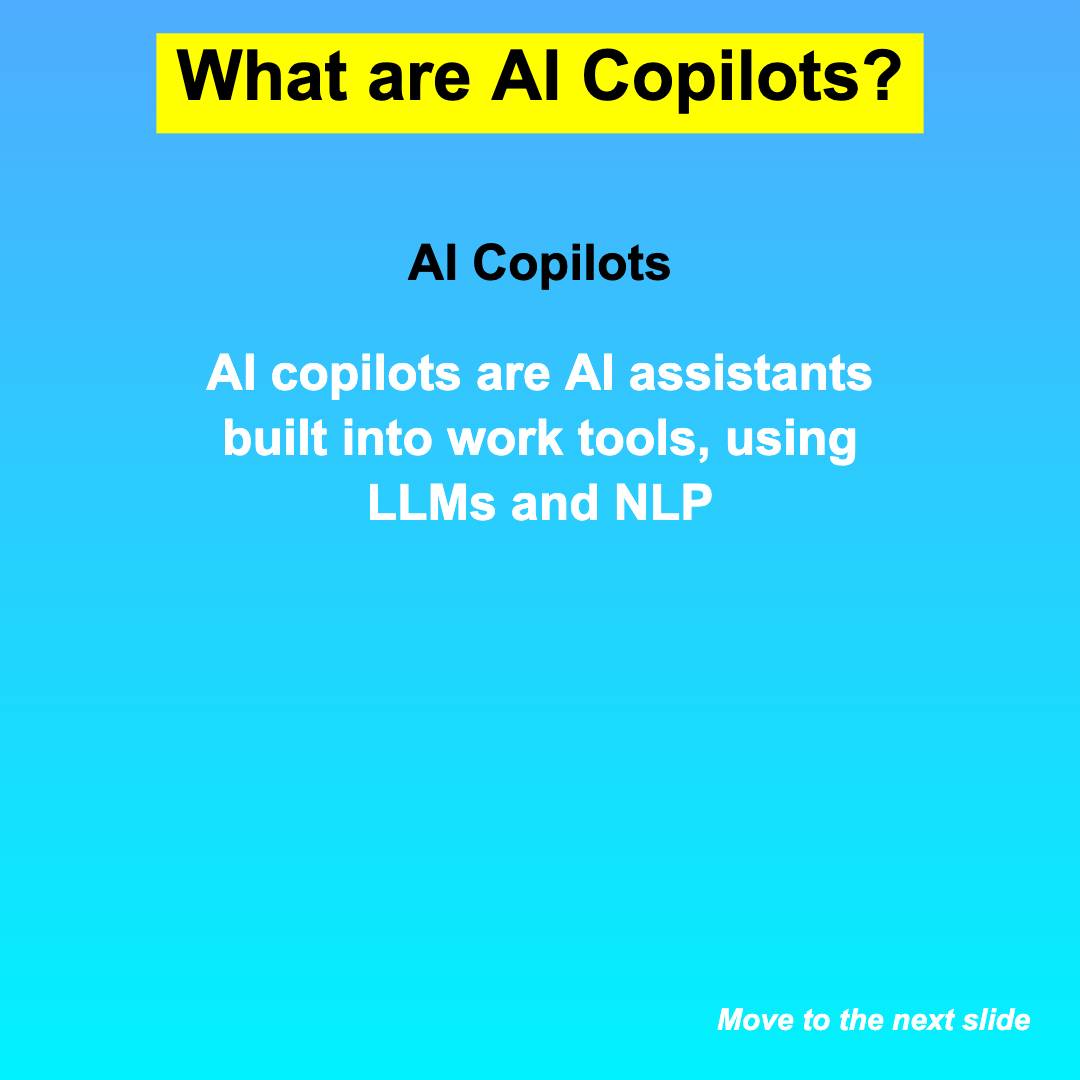 What are AI Copilots?
AI Copilots
AI copilots are AI assistants
built into work tools, using
LLMs and NLP
Move to the next slide